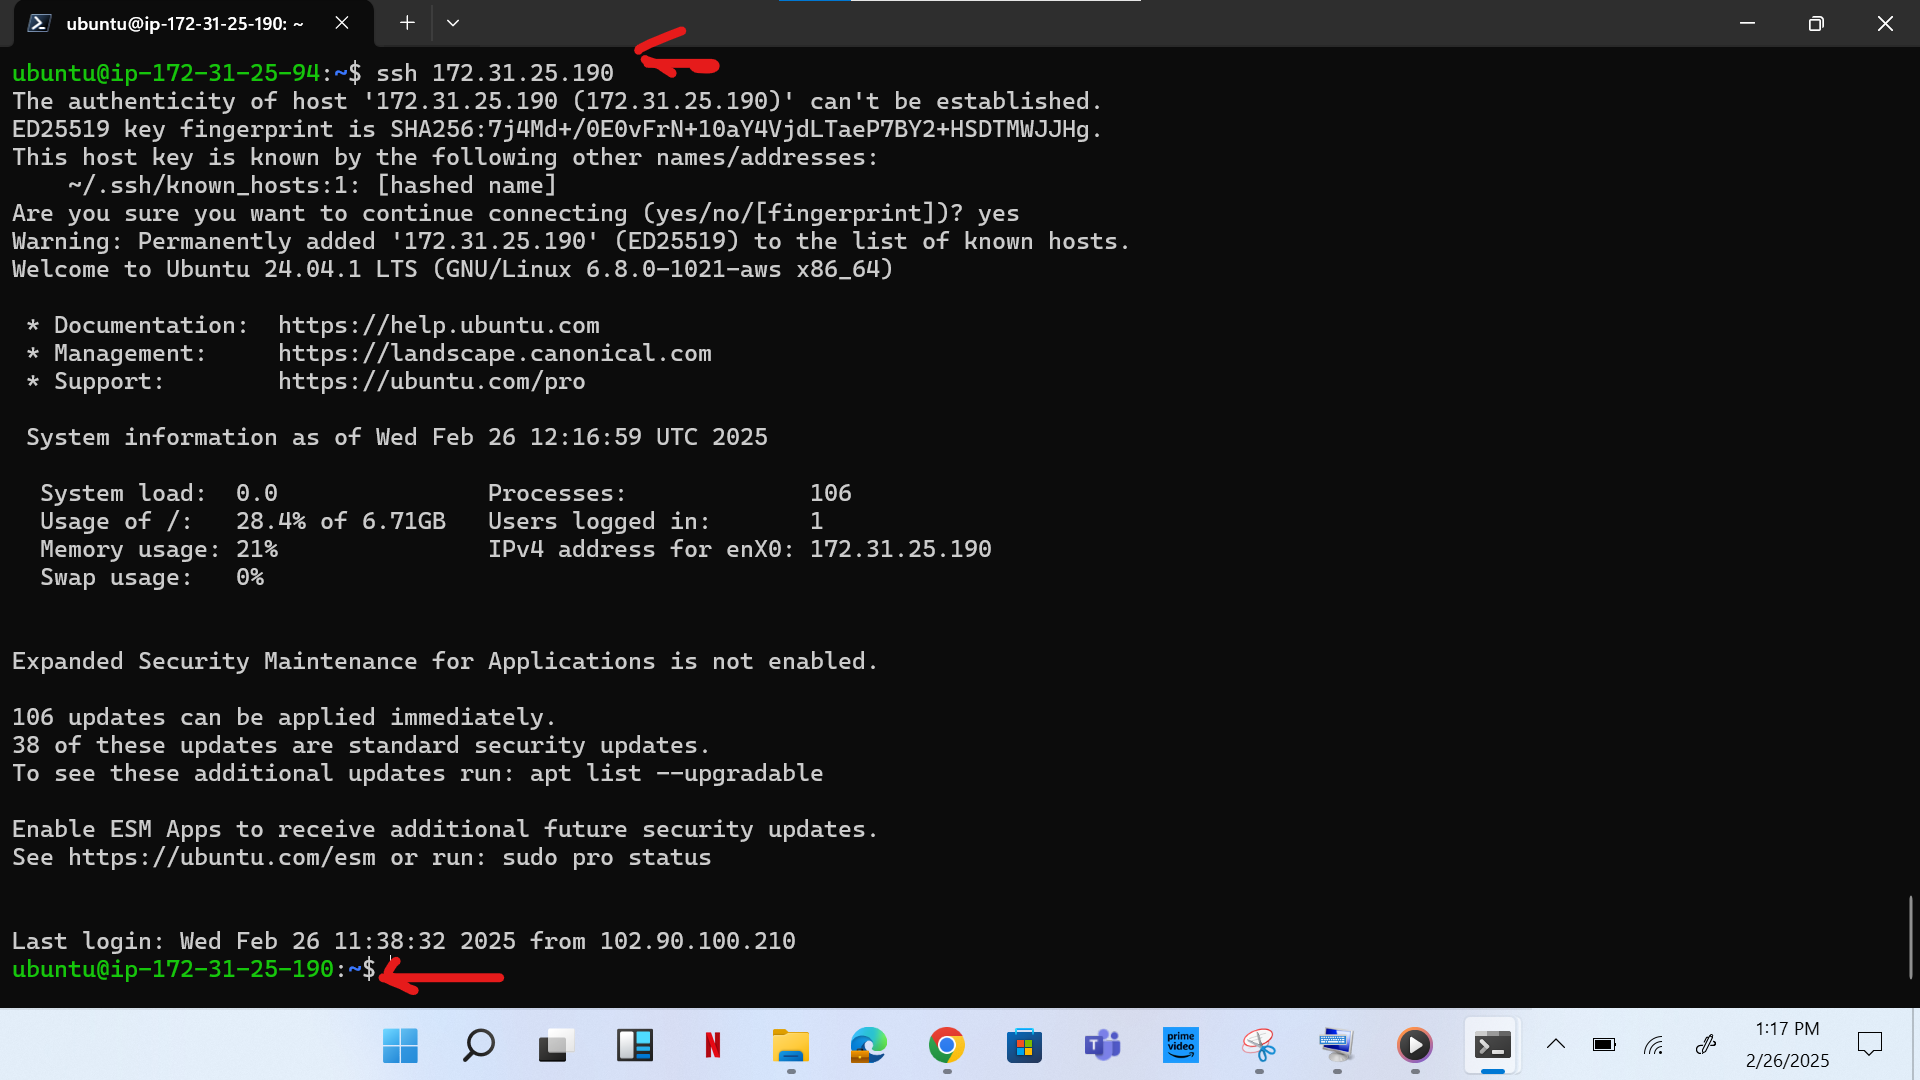 ubuntu@ip-172-31-25-190: ~
ubuntu@ip-172-31-25-94:~$ ssh 172.31.25.190
The authenticity of host '172.31.25.190 (172.31.25.190)' can't be established.
ED25519 key fingerprint is SHA256:7j4Md+/0E0vFrN+10aY4VjdLTaeP7BY2+HSDTMWJJHg.
This host key is known by the following other names/addresses:
    ~/.ssh/known_hosts:1: [hashed name]
Are you sure you want to continue connecting (yes/no/[fingerprint])? yes
Warning: Permanently added '172.31.25.190' (ED25519) to the list of known hosts.
Welcome to Ubuntu 24.04.1 LTS (GNU/Linux 6.8.0-1021-aws x86_64)
 * Documentation:  https://help.ubuntu.com
 * Management:     https://landscape.canonical.com
 * Support:        https://ubuntu.com/pro
 System information as of Wed Feb 26 12:16:59 UTC 2025
  System load:  0.0               Processes:             106
  Usage of /:   28.4% of 6.71GB   Users logged in:       1
  Memory usage: 21%               IPv4 address for enX0: 172.31.25.190
  Swap usage:   0%
Expanded Security Maintenance for Applications is not enabled.
106 updates can be applied immediately.
38 of these updates are standard security updates.
To see these additional updates run: apt list --upgradable
Enable ESM Apps to receive additional future security updates.
See https://ubuntu.com/esm or run: sudo pro status
Last login: Wed Feb 26 11:38:32 2025 from 102.90.100.210
ubuntu@ip-172-31-25-190:~$
prime video
1:17 PM
2/26/2025